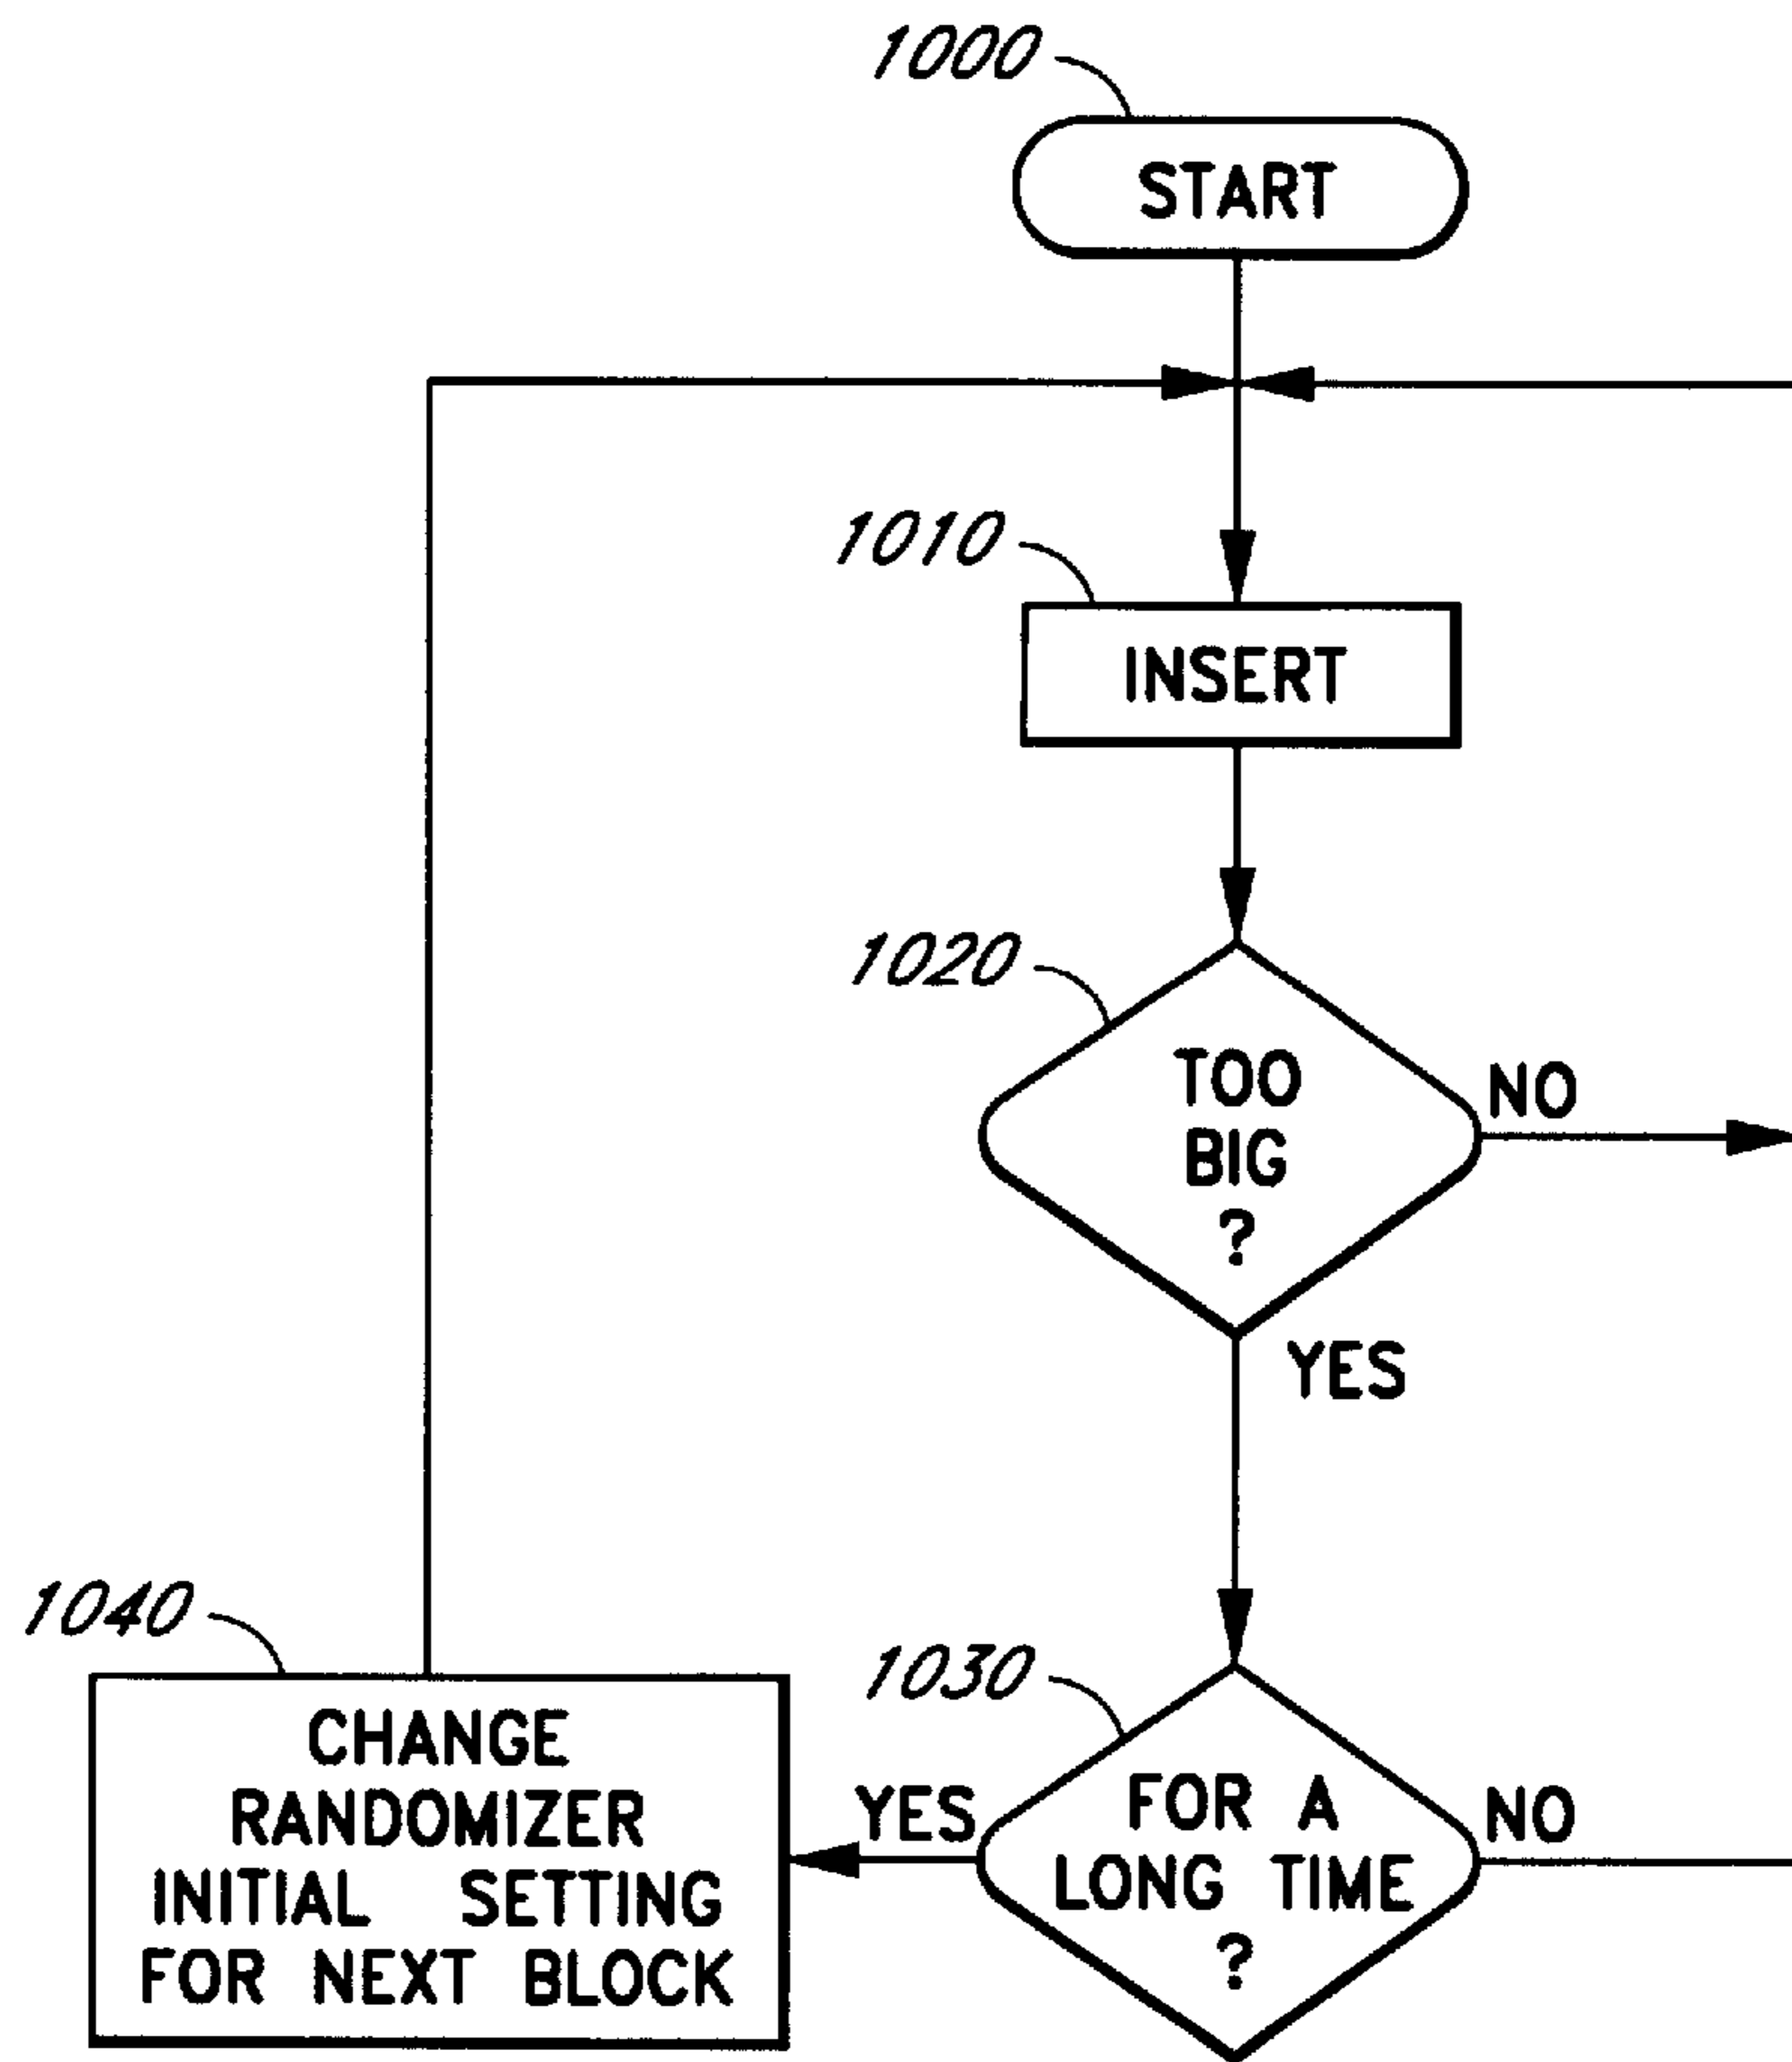 1000
START
1010
INSERT
1020
TOO
BIG
?
NO
YES
1040
1030
CHANGE
RANDOMIZER
INITIAL SETTING
FOR NEXT BLOCK
YES
FOR A
LONG TIME
?
NO